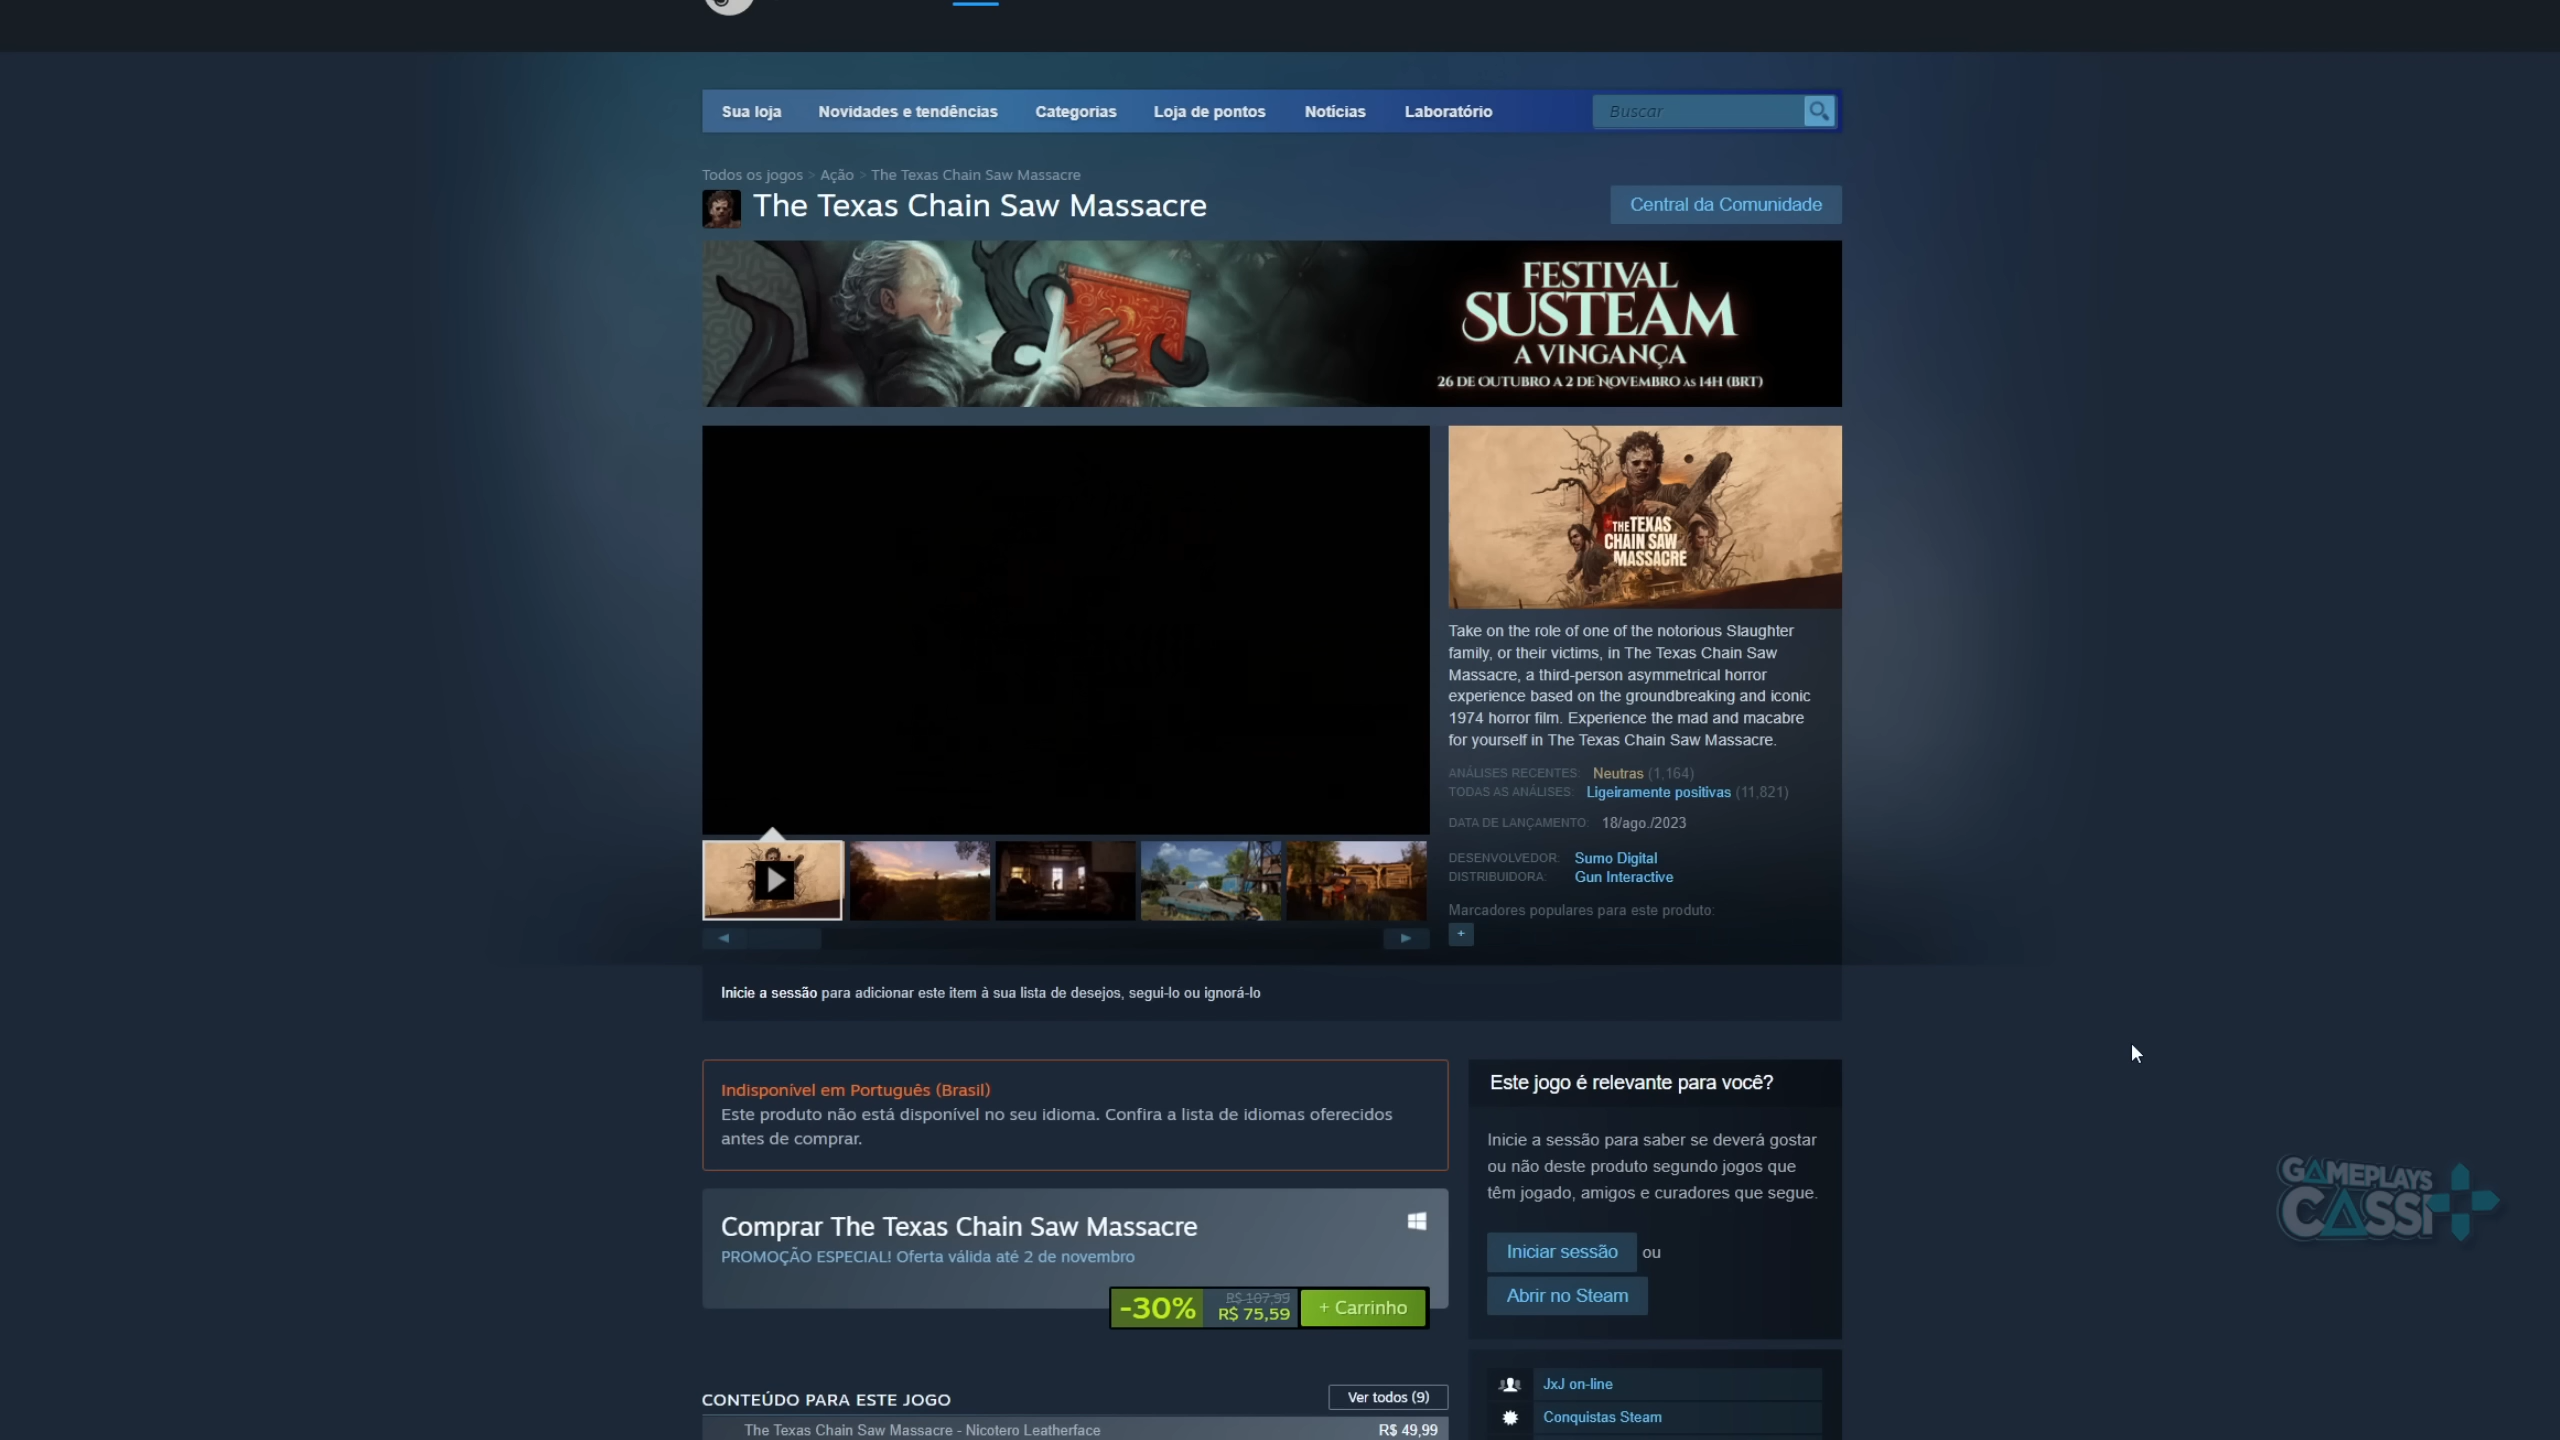 Sua loja
Novidades e tendências
Categorias
Loja de pontos
Notícias
Laboratório
Buscar
Todos os jogos > Ação > The Texas Chain Saw Massacre
The Texas Chain Saw Massacre
Central da Comunidade
FESTIVAL
SUSTEAM
A VINGANÇA
26 DE OUTUBRO A 2 DE NOVEMBRO ÀS 14H (BRT)
THE TEXAS
CHAIN SAW
MASSACRE
Take on the role of one of the notorious Slaughter
family, or their victims, in The Texas Chain Saw
Massacre, a third-person asymmetrical horror
experience based on the groundbreaking and iconic
1974 horror film. Experience the mad and macabre
for yourself in The Texas Chain Saw Massacre.
ANÁLISES RECENTES: Neutras (1,164)
TODAS AS ANÁLISES: Ligeiramente positivas (11,821)
DATA DE LANÇAMENTO: 18/ago./2023
DESENVOLVEDOR: Sumo Digital
DISTRIBUIDORA: Gun Interactive
Marcadores populares para este produto:
+
Inicie a sessão para adicionar este item à sua lista de desejos, segui-lo ou ignorá-lo
Indisponível em Português (Brasil)
Este produto não está disponível no seu idioma. Confira a lista de idiomas oferecidos
antes de comprar.
Comprar The Texas Chain Saw Massacre
PROMOÇÃO ESPECIAL! Oferta válida até 2 de novembro
-30%
R$ 107,99
R$ 75,59
+ Carrinho
CONTEÚDO PARA ESTE JOGO
Ver todos (9)
The Texas Chain Saw Massacre - Nicotero Leatherface
R$ 49,99
Este jogo é relevante para você?
Inicie a sessão para saber se deverá gostar
ou não deste produto segundo jogos que
têm jogado, amigos e curadores que segue.
Iniciar sessão ou
Abrir no Steam
JxJ on-line
Conquistas Steam
GAMEPLAYS
CASSI